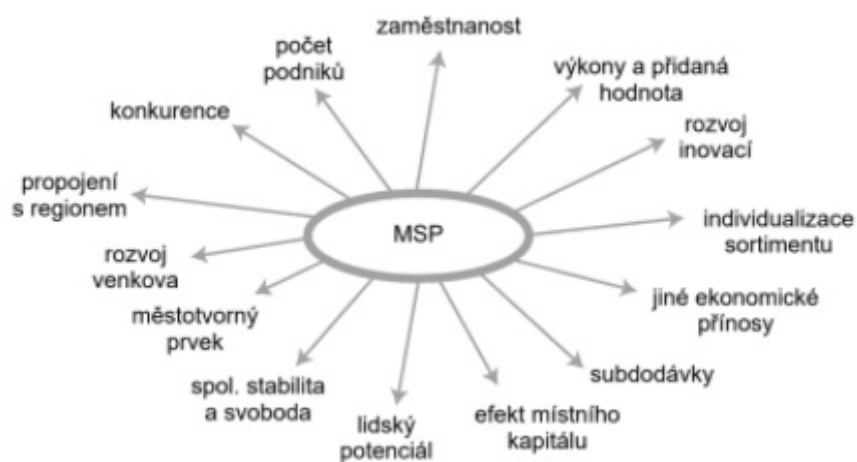 zaměstnanost
počet
podniků
výkony a přidaná
hodnota
konkurence
rozvoj
inovací
propojení
s regionem
MSP
individualizace
sortimentu
rozvoj
venkova
městotvorný
prvek
jiné ekonomické
přínosy
spol. stabilita
a svoboda
subdodávky
lidský
potenciál
efekt místního
kapitálu